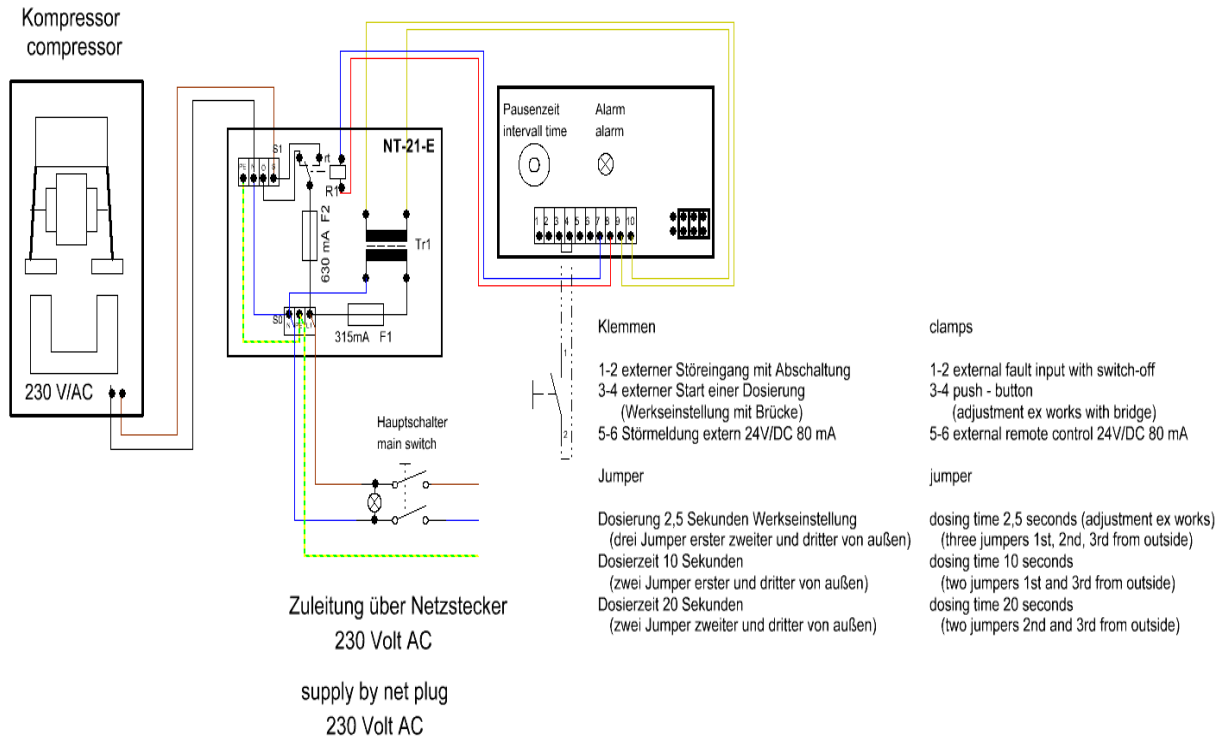 Kompressor
compressor
230 V/AC
NT-21-E
S1
PE N O S
rt
R1
630 mA F2
Tr1
S0
N PE L1
315mA F1
Hauptschalter
main switch
Zuleitung über Netzstecker
230 Volt AC
supply by net plug
230 Volt AC
Pausenzeit
intervall time
Alarm
alarm
1 2 3 4 5 6 7 8 9 10
1
2
Klemmen
1-2 externer Störeingang mit Abschaltung
3-4 externer Start einer Dosierung
(Werkseinstellung mit Brücke)
5-6 Störmeldung extern 24V/DC 80 mA
Jumper
Dosierung 2,5 Sekunden Werkseinstellung
(drei Jumper erster zweiter und dritter von außen)
Dosierzeit 10 Sekunden
(zwei Jumper erster und dritter von außen)
Dosierzeit 20 Sekunden
(zwei Jumper zweiter und dritter von außen)
clamps
1-2 external fault input with switch-off
3-4 push - button
(adjustment ex works with bridge)
5-6 external remote control 24V/DC 80 mA
jumper
dosing time 2,5 seconds (adjustment ex works)
(three jumpers 1st, 2nd, 3rd from outside)
dosing time 10 seconds
(two jumpers 1st and 3rd from outside)
dosing time 20 seconds
(two jumpers 2nd and 3rd from outside)